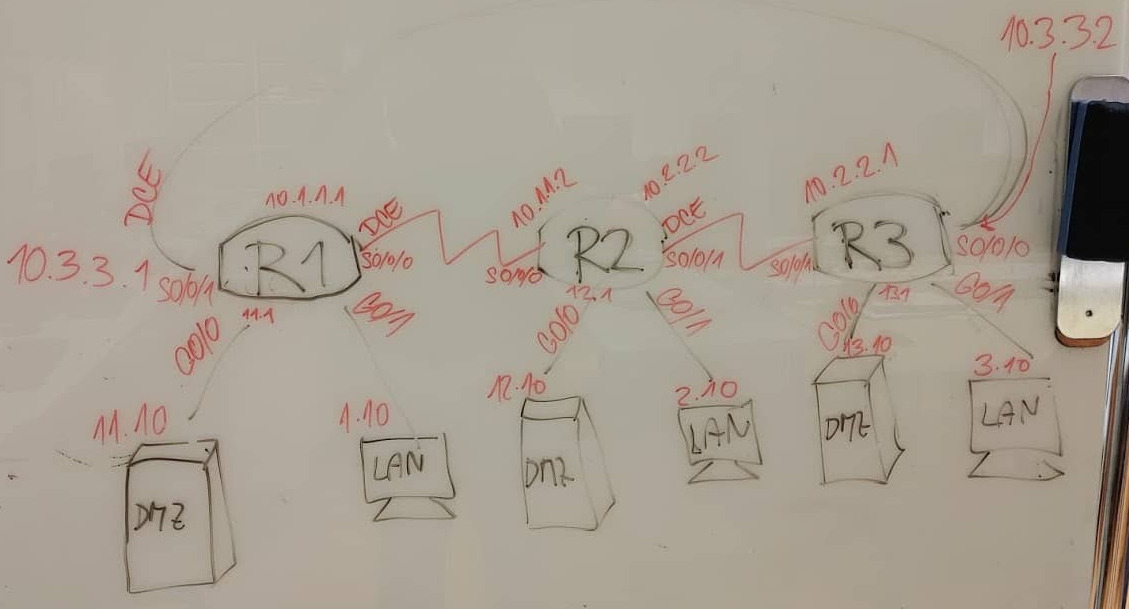 10.3.3.2
DCE
10.1.1.1
DCE
10.1.1.2
10.2.2.2
DCE
10.2.2.1
10.3.3.1
S0/0/1
R1
S0/0/0
S0/0/0
R2
S0/0/1
S0/0/1
R3
S0/0/0
11.1
12.1
13.1
G0/0
G0/1
G0/0
G0/1
G0/0
G0/1
11.10
1.10
12.10
2.10
13.10
3.10
DMZ
LAN
DMZ
LAN
DMZ
LAN